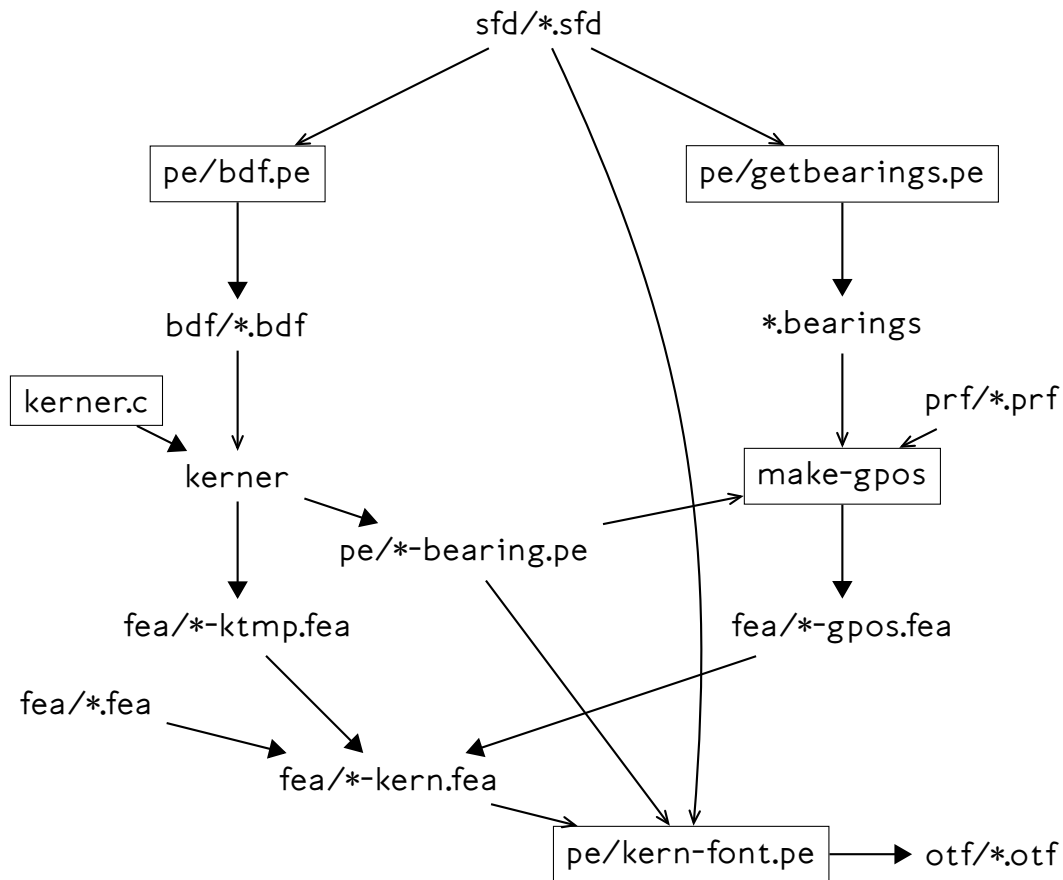 sfd/*.sfd
pe/bdf.pe
pe/getbearings.pe
bdf/*.bdf
*.bearings
kerner.c
prf/*.prf
kerner
make-gpos
pe/*-bearing.pe
fea/*-ktmp.fea
fea/*-gpos.fea
fea/*.fea
fea/*-kern.fea
pe/kern-font.pe
otf/*.otf